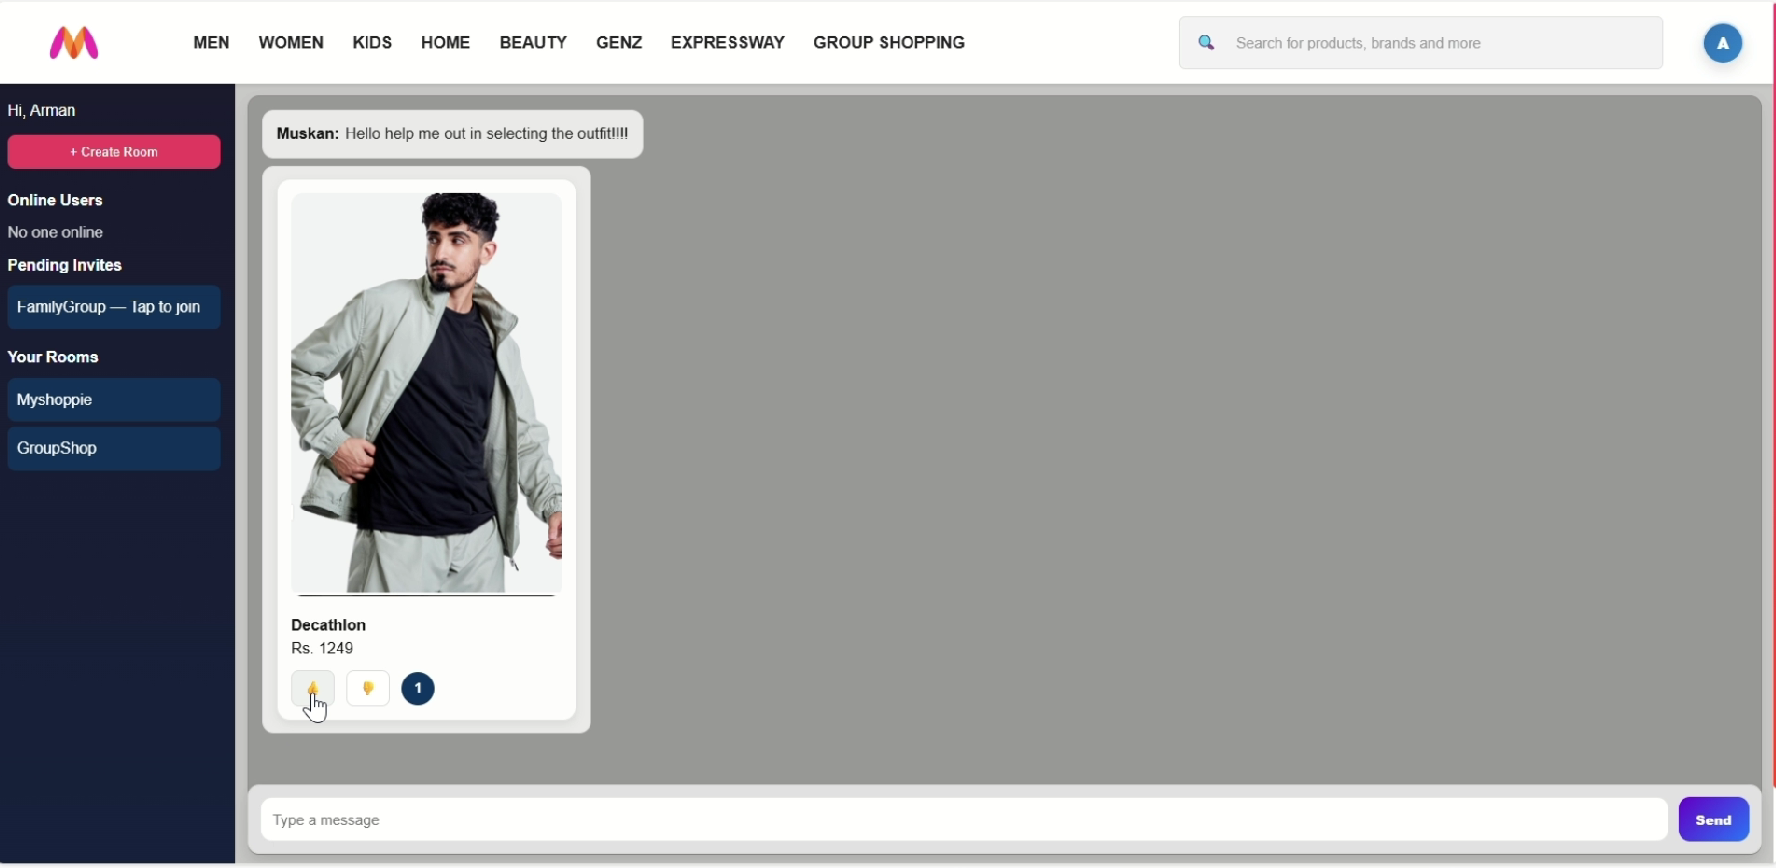 MEN WOMEN KIDS HOME BEAUTY GENZ EXPRESSWAY GROUP SHOPPING
Search for products, brands and more
A
Hi, Arman
+ Create Room
Online Users
No one online
Pending Invites
FamilyGroup — Tap to join
Your Rooms
Myshoppie
GroupShop
Muskan: Hello help me out in selecting the outfit!!!!
Decathlon
Rs. 1249
1
Type a message
Send